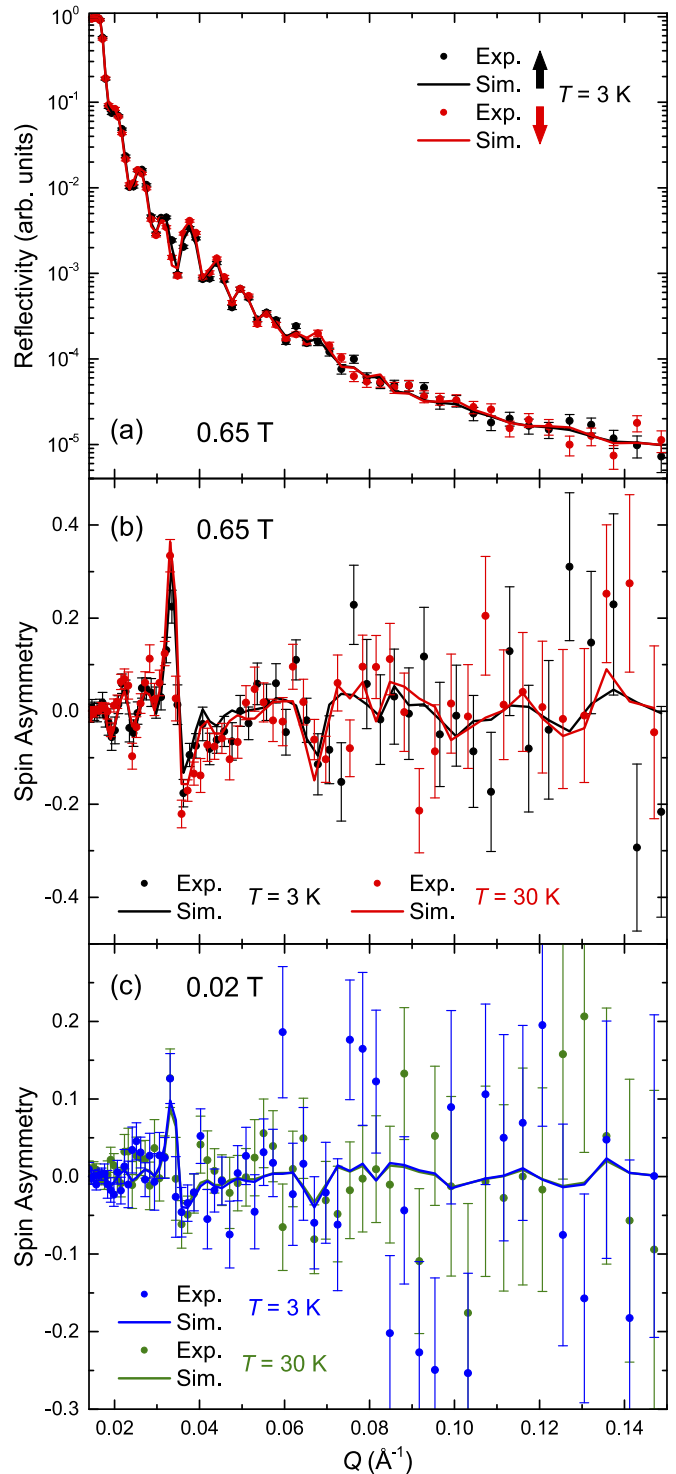 10⁰
10⁻¹
10⁻²
10⁻³
10⁻⁴
10⁻⁵
Reflectivity (arb. units)
Exp.
Sim.
Exp.
Sim.
T = 3 K
(a) 0.65 T
(b) 0.65 T
0.4
0.2
0.0
-0.2
-0.4
Spin Asymmetry
Exp.
Sim.
T = 3 K
Exp.
Sim.
T = 30 K
(c) 0.02 T
0.2
0.1
0.0
-0.1
-0.2
-0.3
Spin Asymmetry
Exp.
Sim.
T = 3 K
Exp.
Sim.
T = 30 K
0.02 0.04 0.06 0.08 0.10 0.12 0.14
Q (Å⁻¹)